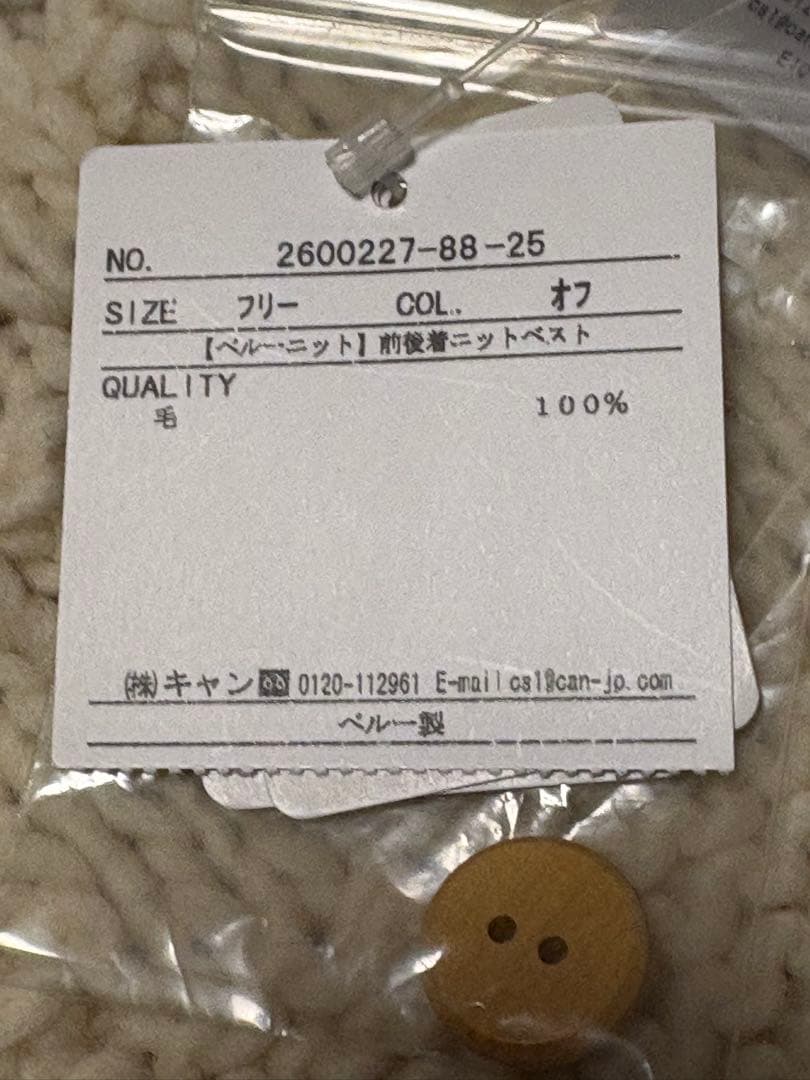 NO. 2600227-88-25
SIZE フリー COL. オフ
【ペルー・ニット】前後着ニットベスト
QUALITY
毛 100%
(株)キャン 0120-112961 E-mail cs1@can-jp.com
ペルー製